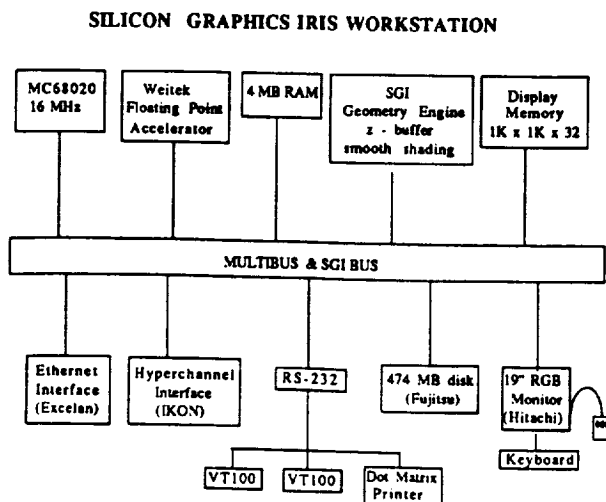 SILICON GRAPHICS IRIS WORKSTATION
MC68020
16 MHz
Weitek
Floating Point
Accelerator
4 MB RAM
SGI
Geometry Engine
z - buffer
smooth shading
Display
Memory
1K x 1K x 32
MULTIBUS & SGI BUS
Ethernet
Interface
(Excelan)
Hyperchannel
Interface
(IKON)
RS-232
474 MB disk
(Fujitsu)
19" RGB
Monitor
(Hitachi)
VT100
VT100
Dot Matrix
Printer
Keyboard